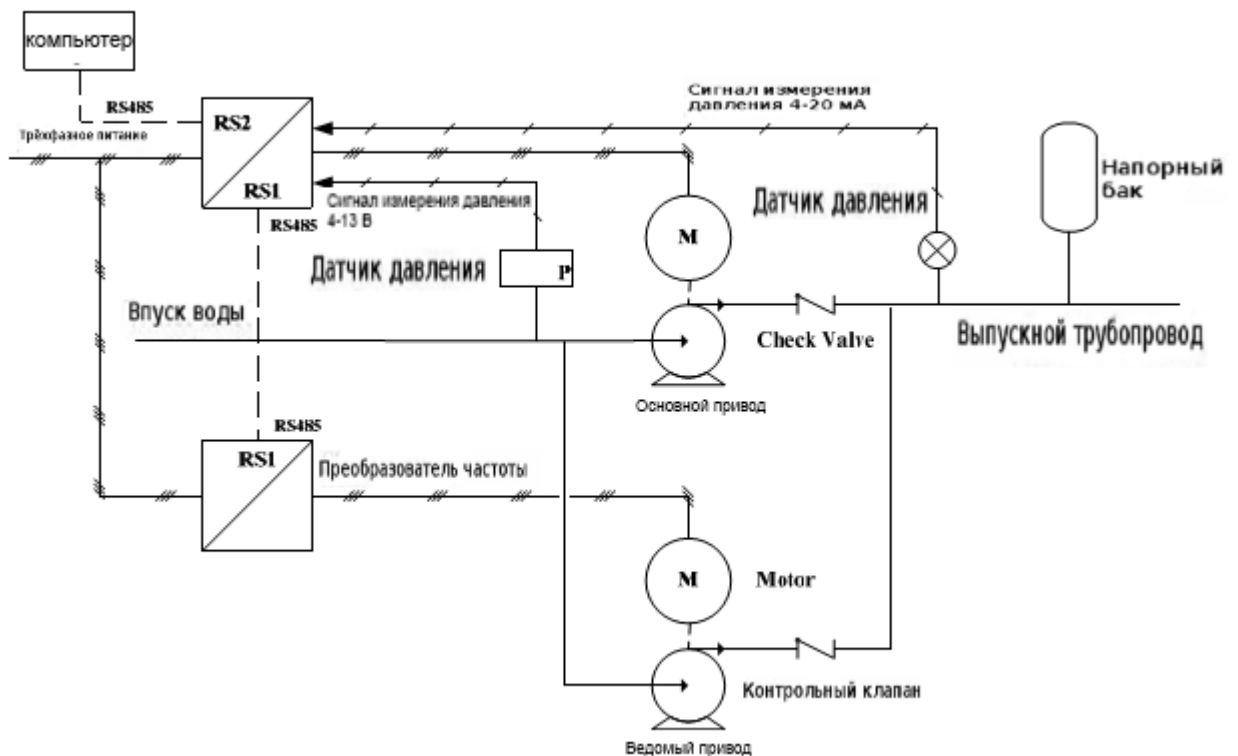 компьютер
RS485
Трёхфазное питание
RS2
RS1
RS485
Сигнал измерения
давления 4-20 мА
Сигнал измерения давления
4-13 В
Датчик давления
P
M
Датчик давления
Напорный
бак
Впуск воды
Check Valve
Выпускной трубопровод
Основной привод
RS485
RS1
Преобразователь частоты
M
Motor
Контрольный клапан
Ведомый привод